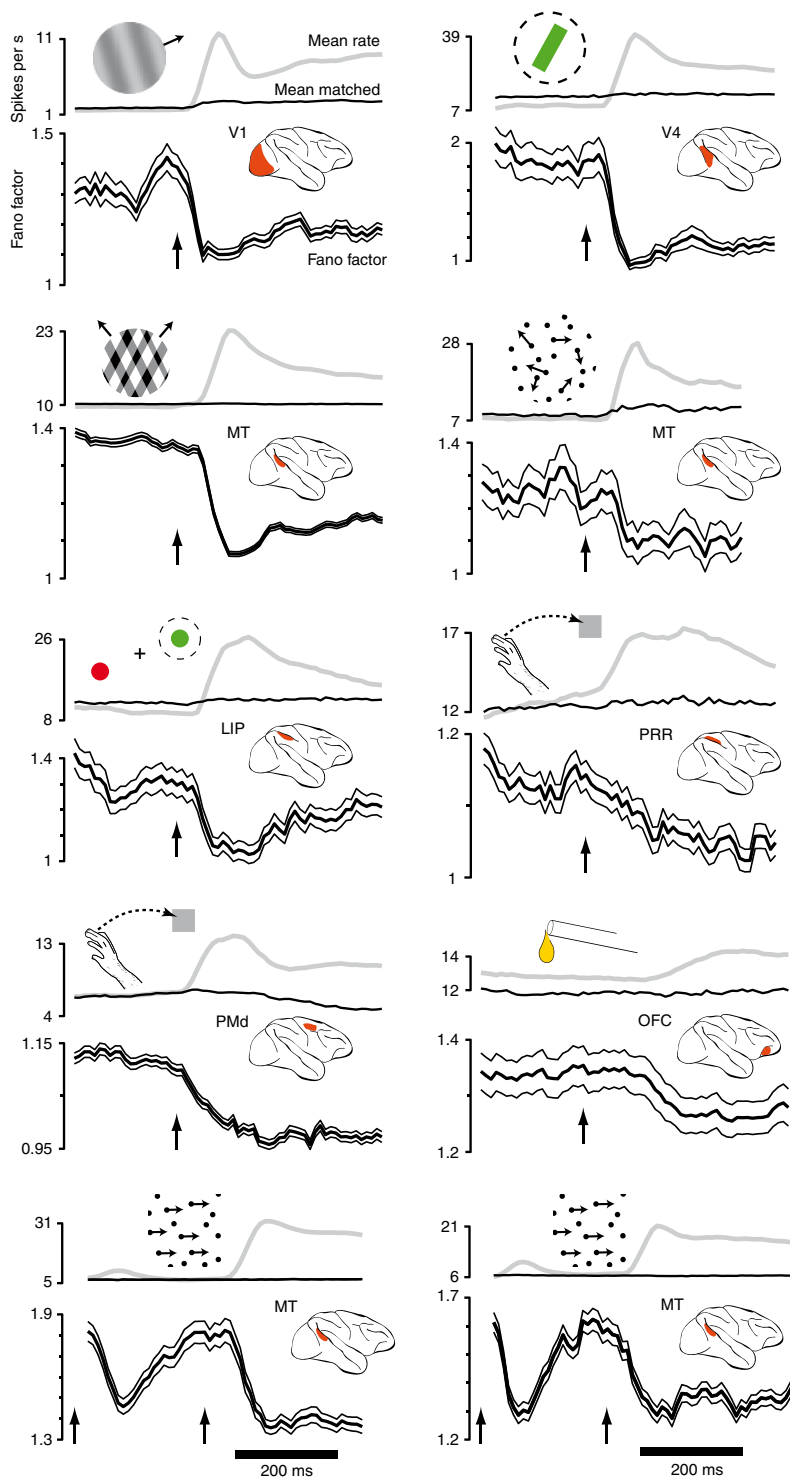 Spikes per s
11
1
Mean rate
Mean matched
Fano factor
1.5
1
V1
Fano factor
39
7
2
1
V4
23
10
1.4
1
MT
28
7
1.4
1
MT
26
8
+
1.4
1
LIP
17
12
1.2
1
PRR
13
4
1.15
0.95
PMd
14
12
1.4
1.2
OFC
31
5
1.9
1.3
MT
200 ms
21
6
1.7
1.2
MT
200 ms